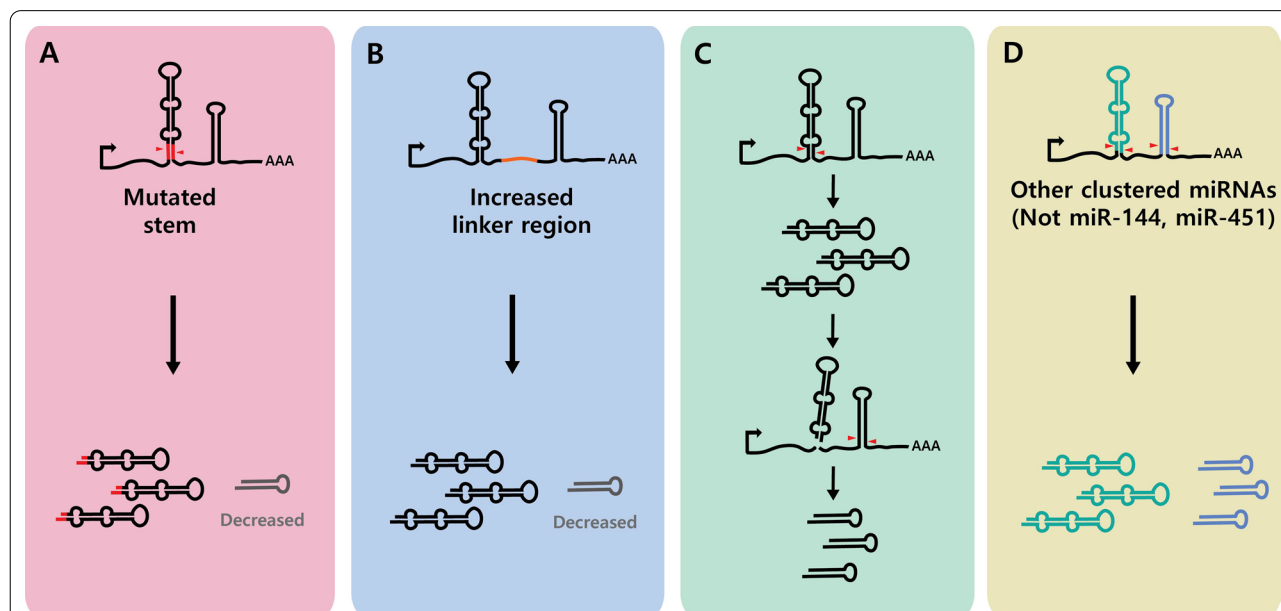 A
AAA
Mutated
stem
Decreased
B
AAA
Increased
linker region
Decreased
C
AAA
AAA
D
AAA
Other clustered miRNAs
(Not miR-144, miR-451)